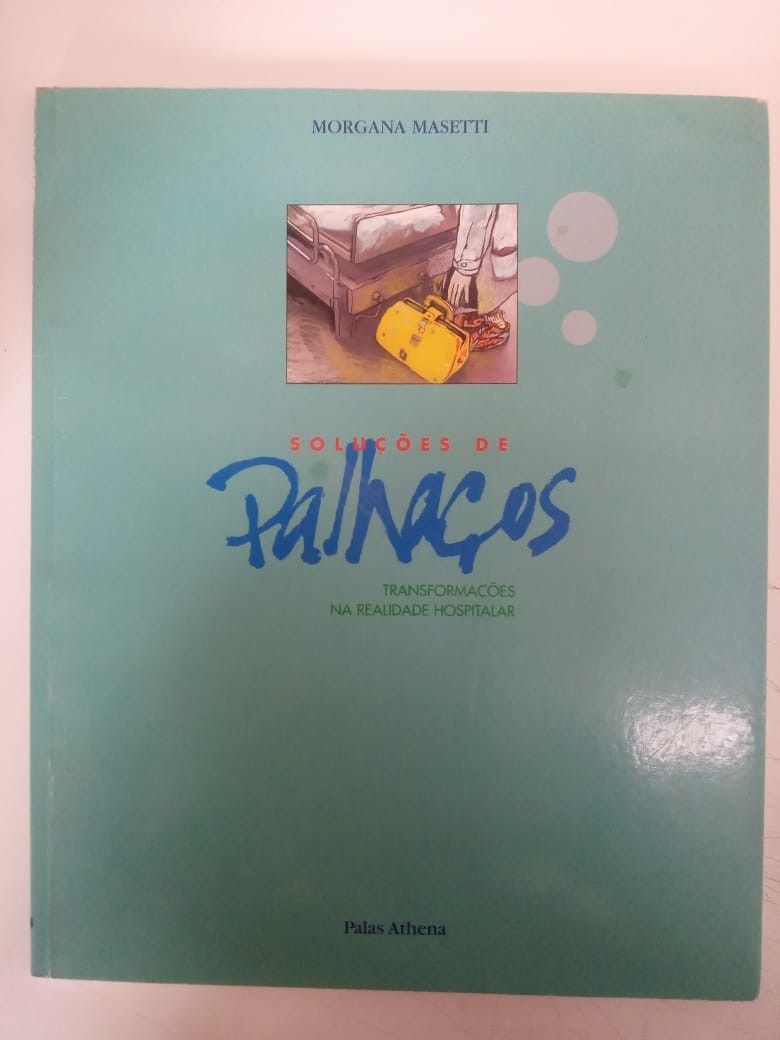 MORGANA MASETTI
SOLUÇÕES DE
Palhaços
TRANSFORMAÇÕES
NA REALIDADE HOSPITALAR
Palas Athena